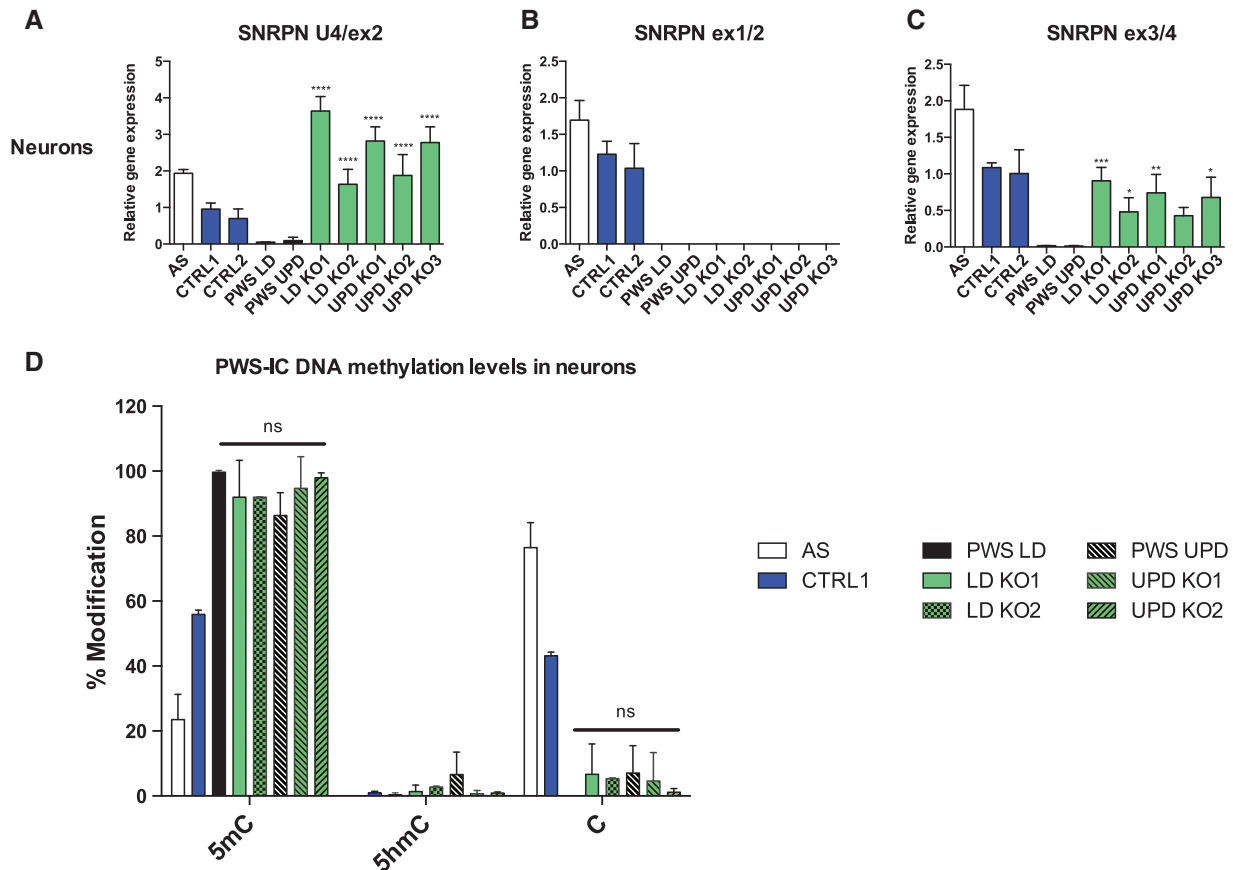 A
SNRPN U4/ex2
Relative gene expression
5
4
3
2
1
0
****
****
****
****
****
AS
CTRL1
CTRL2
PWS LD
PWS UPD
LD KO1
LD KO2
UPD KO1
UPD KO2
UPD KO3
Neurons
B
SNRPN ex1/2
Relative gene expression
2.5
2.0
1.5
1.0
0.5
0.0
AS
CTRL1
CTRL2
PWS LD
PWS UPD
LD KO1
LD KO2
UPD KO1
UPD KO2
UPD KO3
C
SNRPN ex3/4
Relative gene expression
2.5
2.0
1.5
1.0
0.5
0.0
***
*
**
*
AS
CTRL1
CTRL2
PWS LD
PWS UPD
LD KO1
LD KO2
UPD KO1
UPD KO2
UPD KO3
D
PWS-IC DNA methylation levels in neurons
% Modification
120
100
80
60
40
20
0
ns
ns
5mC
5hmC
C
AS
CTRL1
PWS LD
LD KO1
LD KO2
PWS UPD
UPD KO1
UPD KO2